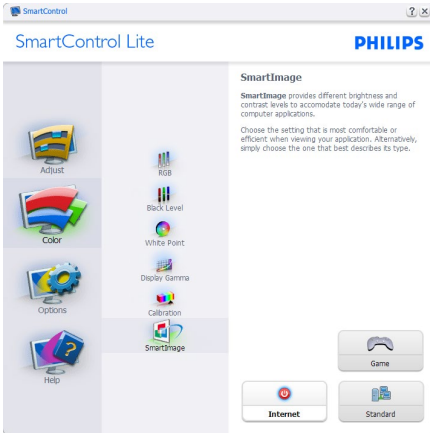 SmartControl
? ×
SmartControl Lite
PHILIPS
Adjust
Color
Options
Help
RGB
Black Level
White Point
Display Gamma
Calibration
SmartImage
SmartImage
SmartImage provides different brightness and
contrast levels to accomodate today's wide range of
computer applications.
Choose the setting that is most comfortable or
efficient when viewing your application. Alternatively,
simply choose the one that best describes its type.
Game
Internet
Standard